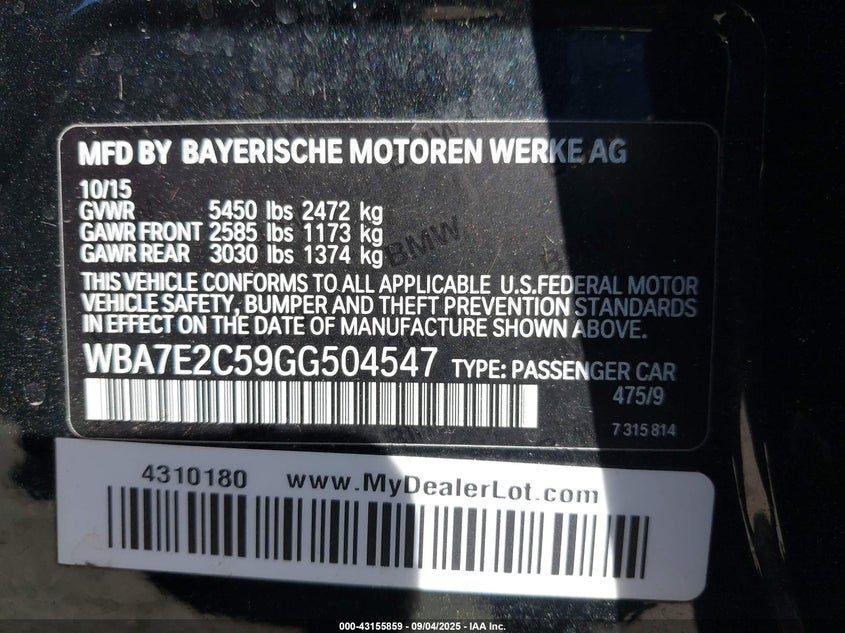 MFD BY BAYERISCHE MOTOREN WERKE AG
10/15
GVWR 5450 lbs 2472 kg
GAWR FRONT 2585 lbs 1173 kg
GAWR REAR 3030 lbs 1374 kg
BMW
THIS VEHICLE CONFORMS TO ALL APPLICABLE U.S.FEDERAL MOTOR
VEHICLE SAFETY, BUMPER AND THEFT PREVENTION STANDARDS
IN EFFECT ON THE DATE OF MANUFACTURE SHOWN ABOVE.
WBA7E2C59GG504547 TYPE: PASSENGER CAR
475/9
7 315 814
4310180 www.MyDealerLot.com
000-43155859 - 09/04/2025 - IAA Inc.